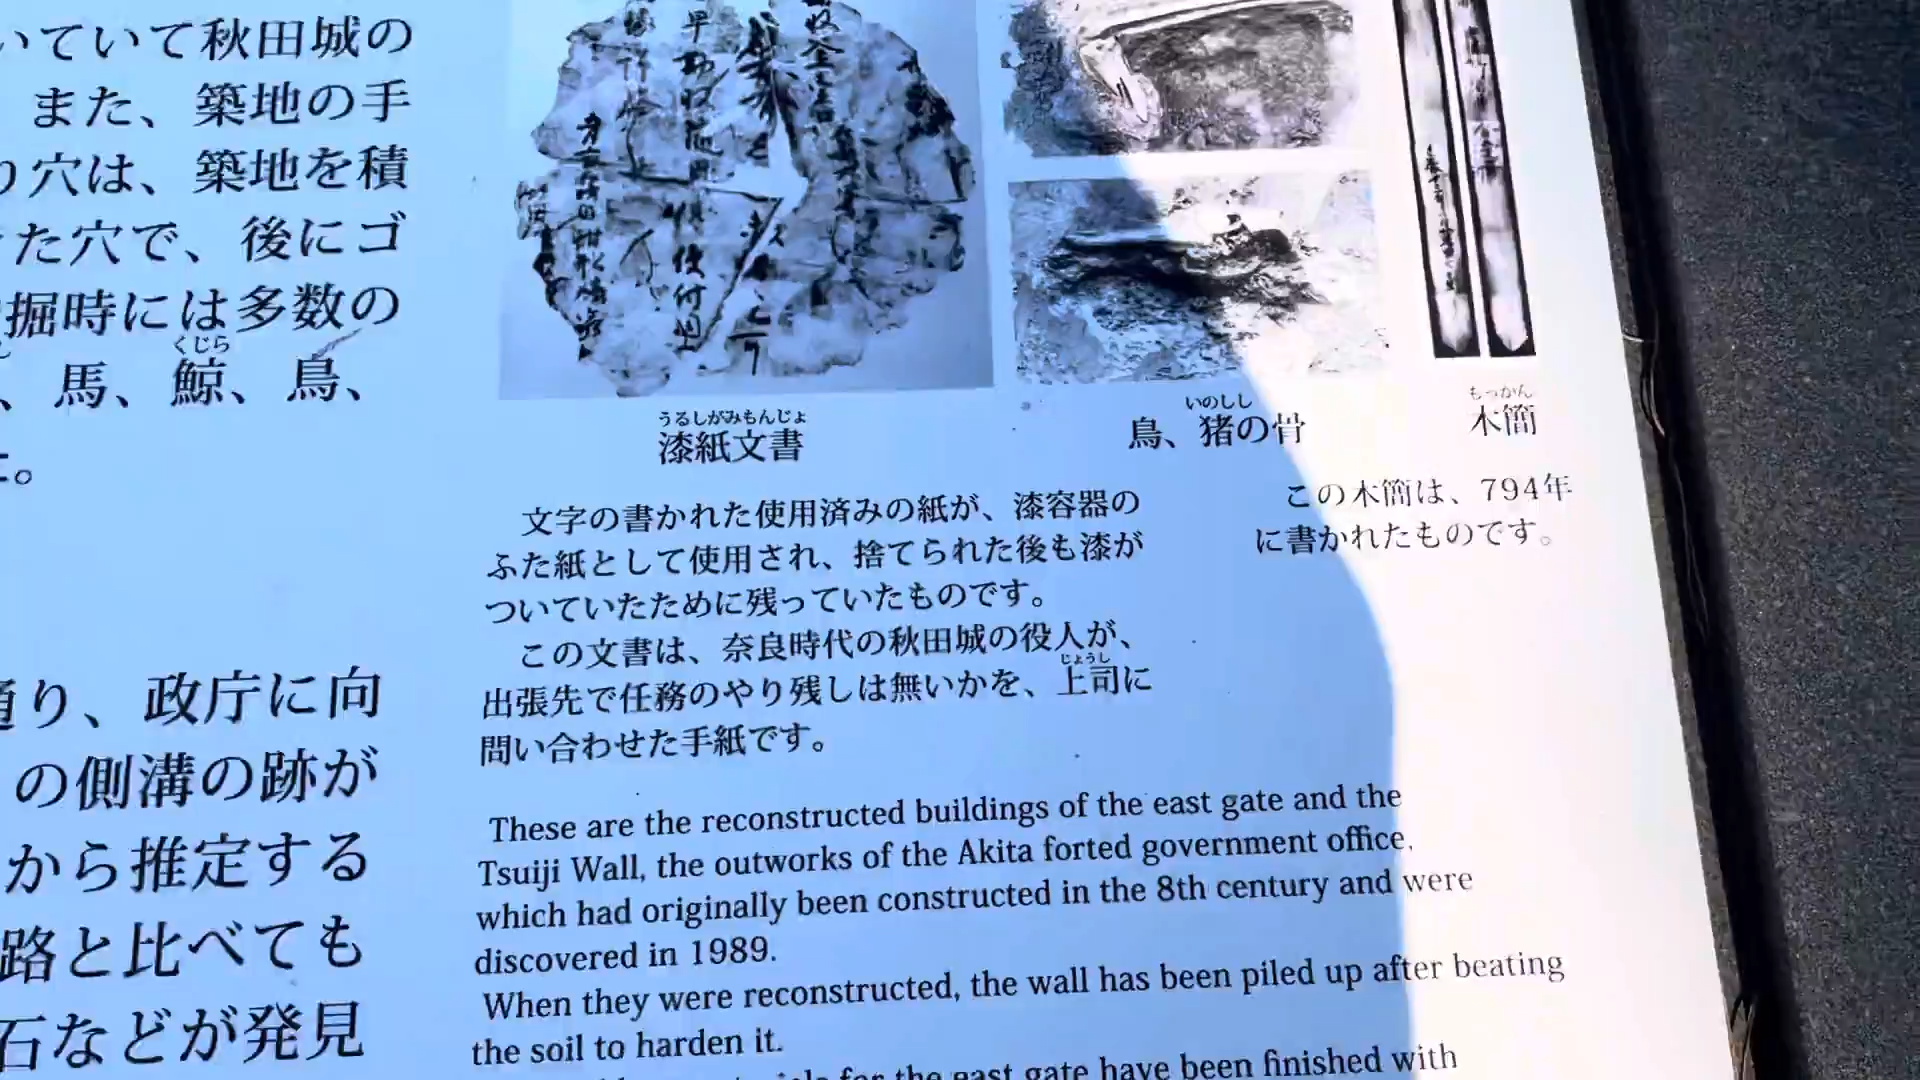 いていて秋田城の
また、築地の手
り穴は、築地を積
た穴で、後にゴ
掘時には多数の
くじら
、馬、鯨、鳥、
。
通り、政庁に向
の側溝の跡が
から推定する
路と比べても
石などが発見
うるしがみもんじょ
漆紙文書
文字の書かれた使用済みの紙が、漆容器の
ふた紙として使用され、捨てられた後も漆が
ついていたために残っていたものです。
この文書は、奈良時代の秋田城の役人が、
じょうし
出張先で任務のやり残しは無いかを、上司に
問い合わせた手紙です。
いのしし
鳥、猪の骨
もっかん
木簡
この木簡は、794年
に書かれたものです。
These are the reconstructed buildings of the east gate and the
Tsuiji Wall, the outworks of the Akita forted government office,
which had originally been constructed in the 8th century and were
discovered in 1989.
When they were reconstructed, the wall has been piled up after beating
the soil to harden it.
for the east gate have been finished with